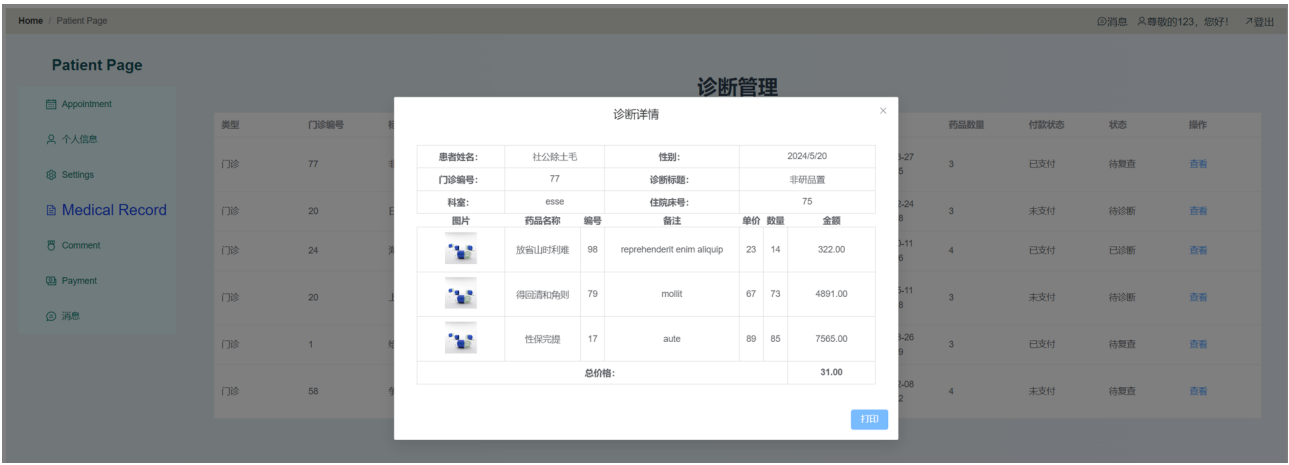 Home / Patient Page
消息 尊敬的123，您好！ 登出
Patient Page
诊断管理
Appointment
个人信息
Settings
Medical Record
Comment
Payment
消息
类型 门诊编号 药品数量 付款状态 状态 操作
门诊 77 3 已支付 待复查 查看
门诊 20 3 未支付 待诊断 查看
门诊 24 4 已支付 已诊断 查看
门诊 20 3 未支付 待诊断 查看
门诊 1 3 已支付 待复查 查看
门诊 58 4 未支付 待复查 查看
诊断详情
患者姓名： 社公除土毛 性别： 2024/5/20
门诊编号： 77 诊断标题： 非研品置
科室： esse 住院床号： 75
图片 药品名称 编号 备注 单价 数量 金额
放省山时利难 98 reprehenderit enim aliquip 23 14 322.00
得回清和角则 79 mollit 67 73 4891.00
性保完提 17 aute 89 85 7565.00
总价格： 31.00
打印